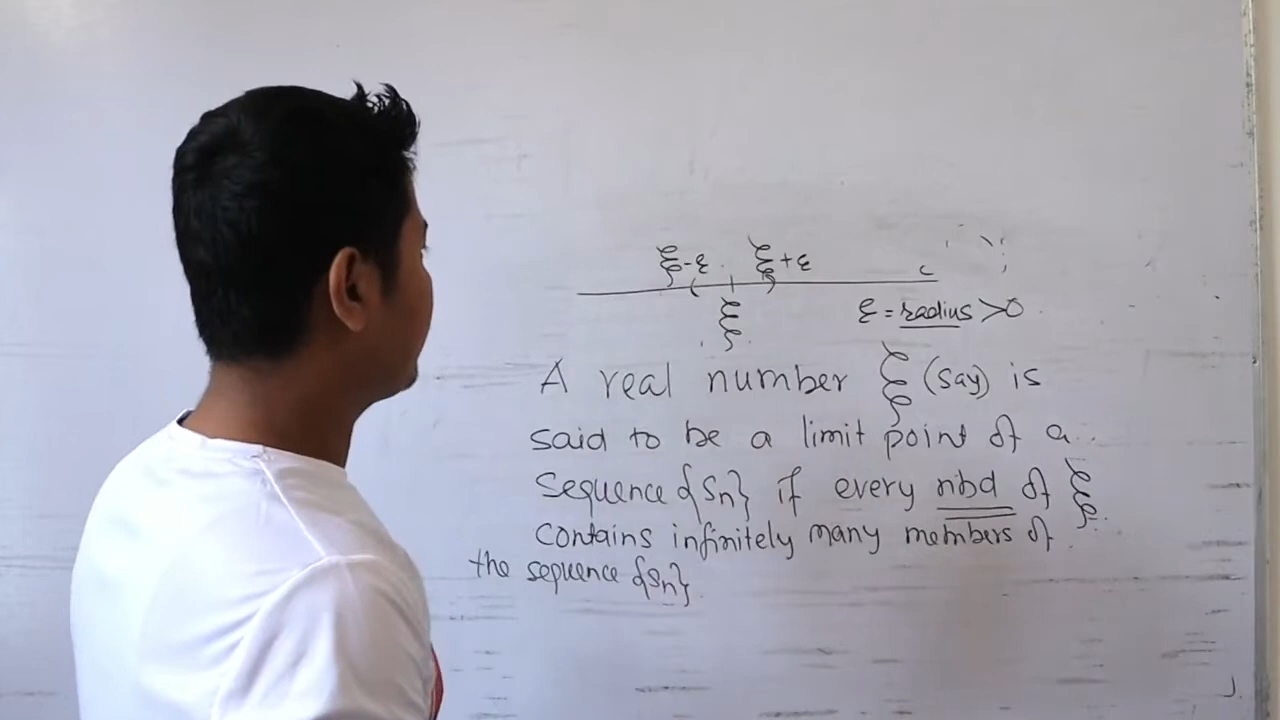 ξ-ε ξ+ε
ξ
ε = radius >0
A real number ξ (say) is
said to be a limit point of a
Sequence {Sn} if every nbd of ξ
contains infinitely many members of
the sequence {Sn}